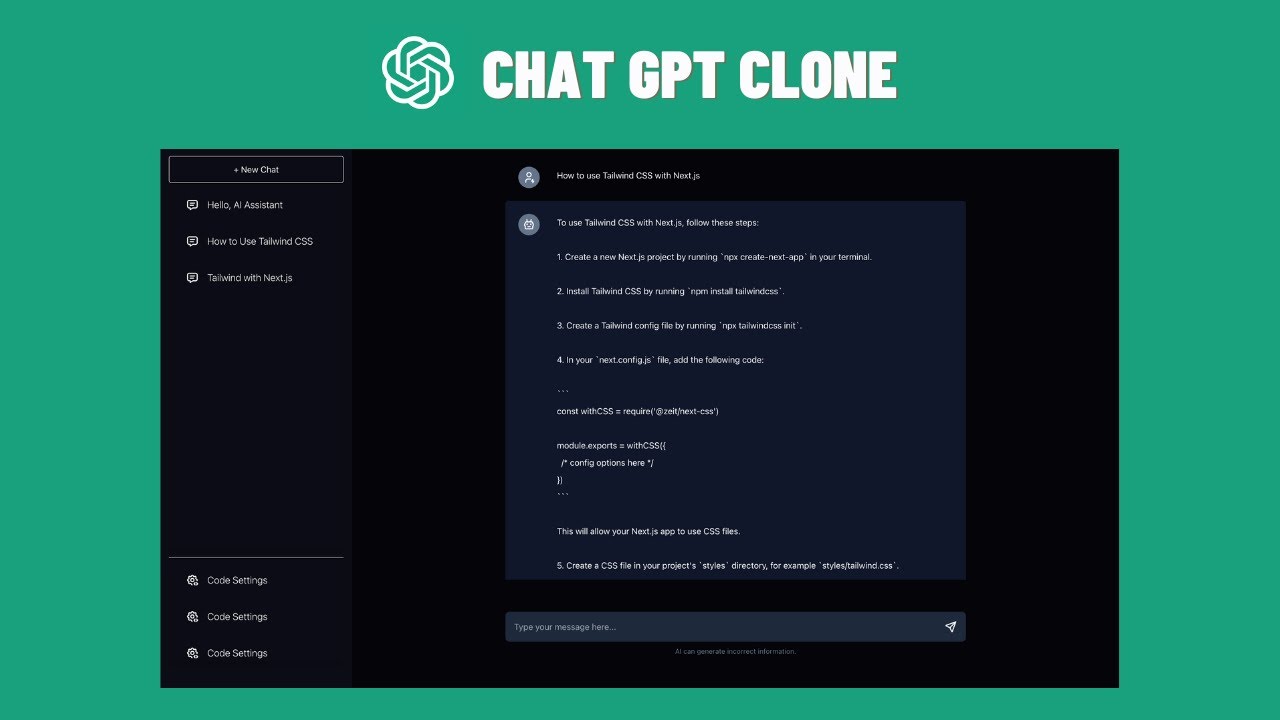 CHAT GPT CLONE
+ New Chat
Hello, AI Assistant
How to Use Tailwind CSS
Tailwind with Next.js
Code Settings
Code Settings
Code Settings
How to use Tailwind CSS with Next.js
To use Tailwind CSS with Next.js, follow these steps:
1. Create a new Next.js project by running `npx create-next-app` in your terminal.
2. Install Tailwind CSS by running `npm install tailwindcss`.
3. Create a Tailwind config file by running `npx tailwindcss init`.
4. In your `next.config.js` file, add the following code:
```
const withCSS = require('@zeit/next-css')
module.exports = withCSS({
/* config options here */
})
```
This will allow your Next.js app to use CSS files.
5. Create a CSS file in your project's `styles` directory, for example `styles/tailwind.css`.
Type your message here...
AI can generate incorrect information.